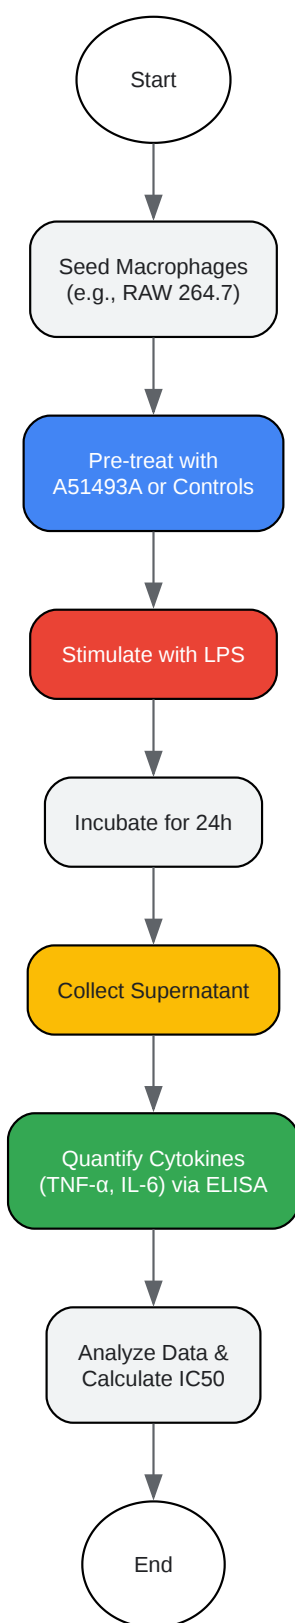 Start
Seed Macrophages
(e.g., RAW 264.7)
Pre-treat with
A51493A or Controls
Stimulate with LPS
Incubate for 24h
Collect Supernatant
Quantify Cytokines
(TNF-α, IL-6) via ELISA
Analyze Data &
Calculate IC50
End